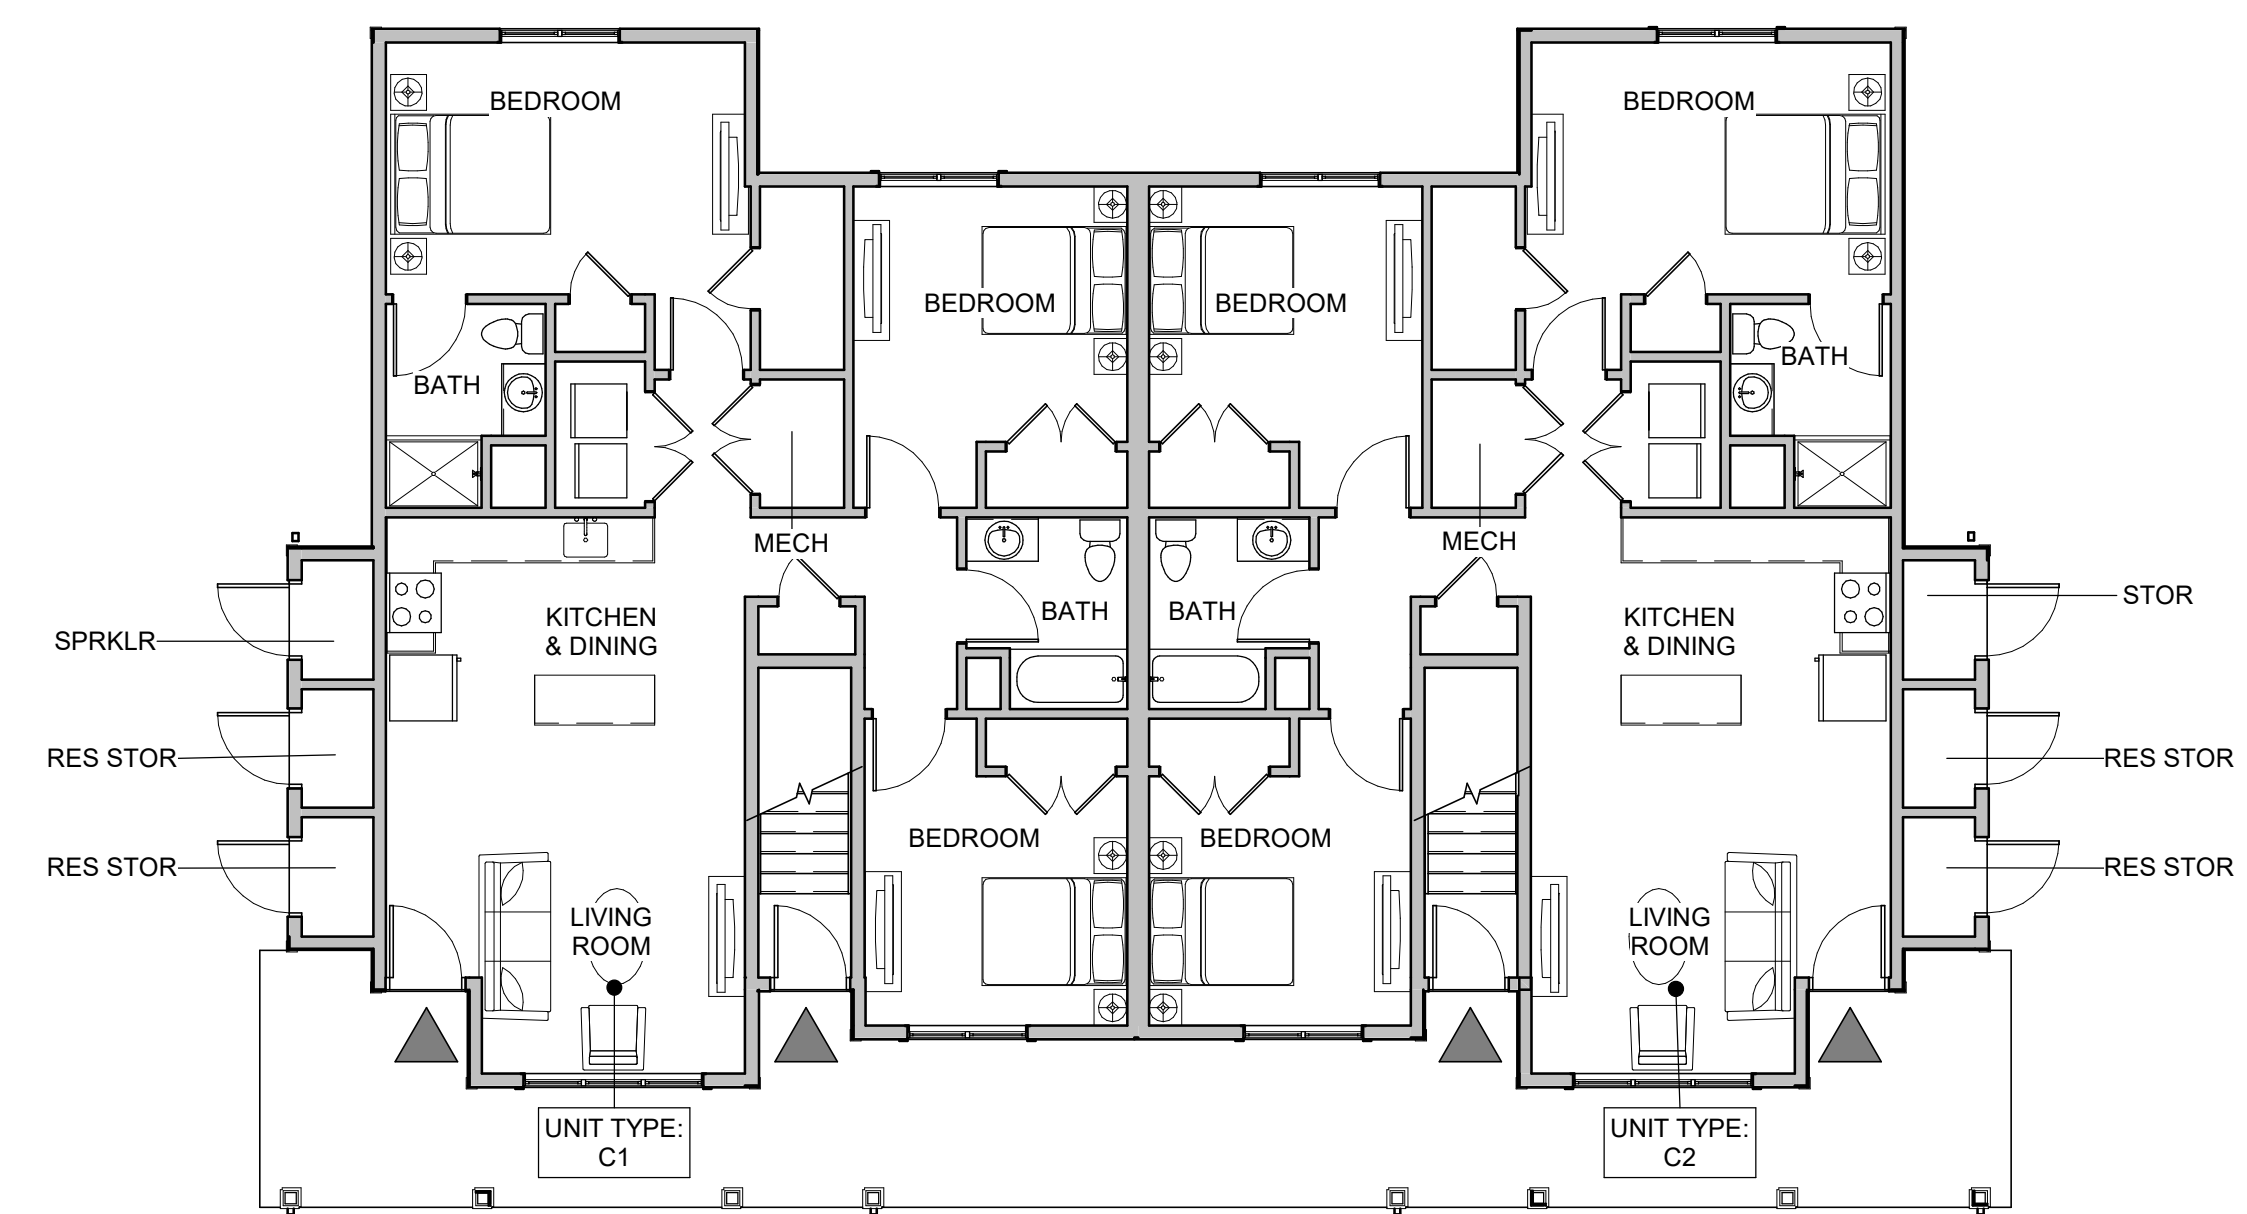 BEDROOM
BEDROOM
BEDROOM
BEDROOM
BATH
BATH
MECH
MECH
SPRKLR
KITCHEN
& DINING
BATH
BATH
KITCHEN
& DINING
STOR
RES STOR
RES STOR
RES STOR
BEDROOM
BEDROOM
RES STOR
LIVING
ROOM
LIVING
ROOM
UNIT TYPE:
C1
UNIT TYPE:
C2